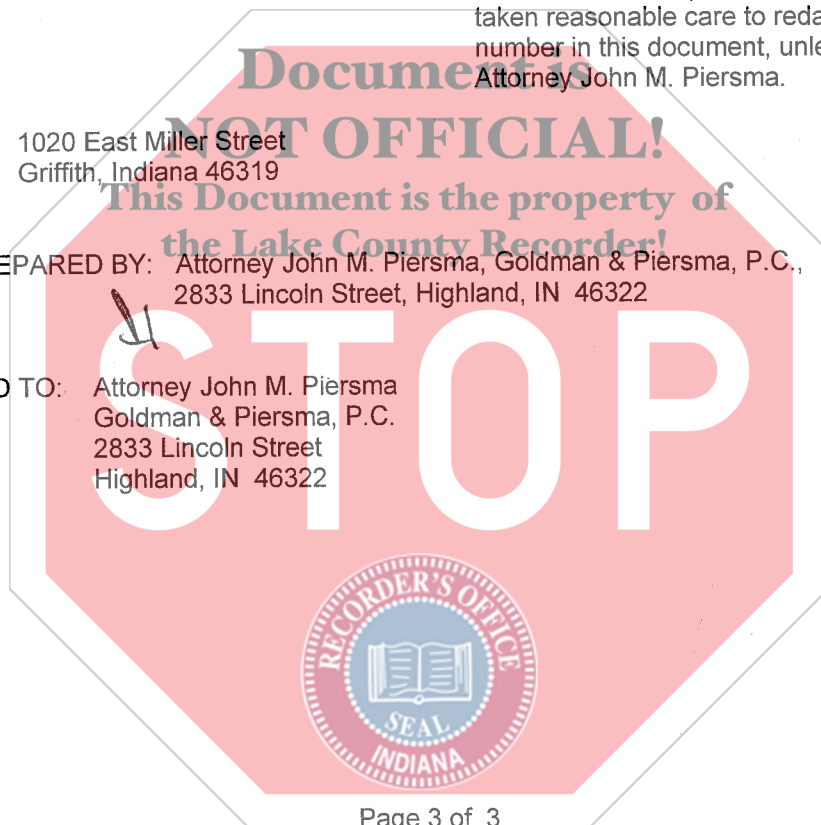 taken reasonable care to reda
number in this document, unle
Attorney John M. Piersma.
Document is
NOT OFFICIAL!
This Document is the property of
the Lake County Recorder!
1020 East Miller Street
Griffith, Indiana 46319
EPARED BY: Attorney John M. Piersma, Goldman & Piersma, P.C.,
2833 Lincoln Street, Highland, IN 46322
TO: Attorney John M. Piersma
Goldman & Piersma, P.C.
2833 Lincoln Street
Highland, IN 46322
STOP
RECORDER'S OFFICE
SEAL
INDIANA
Page 3 of 3